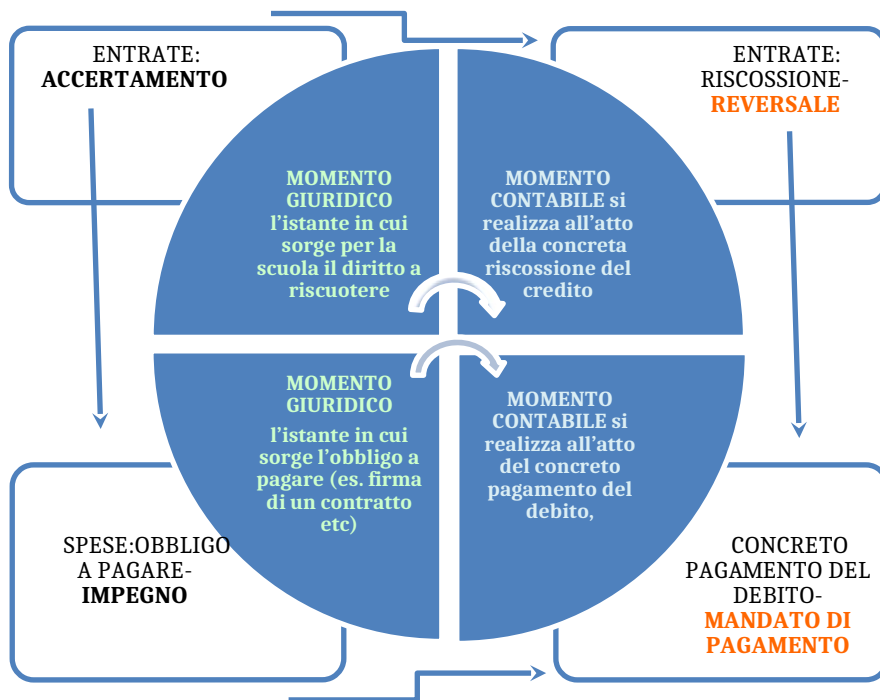 ENTRATE:
ACCERTAMENTO
ENTRATE:
RISCOSSIONE-
REVERSALE
MOMENTO
GIURIDICO
l’istante in cui
sorge per la
scuola il diritto a
riscuotere
MOMENTO
CONTABILE si
realizza all’atto
della concreta
riscossione del
credito
MOMENTO
GIURIDICO
l’istante in cui
sorge l’obbligo a
pagare (es. firma
di un contratto
etc)
MOMENTO
CONTABILE si
realizza all’atto
del concreto
pagamento del
debito,
SPESE:OBBLIGO
A PAGARE-
IMPEGNO
CONCRETO
PAGAMENTO DEL
DEBITO-
MANDATO DI
PAGAMENTO